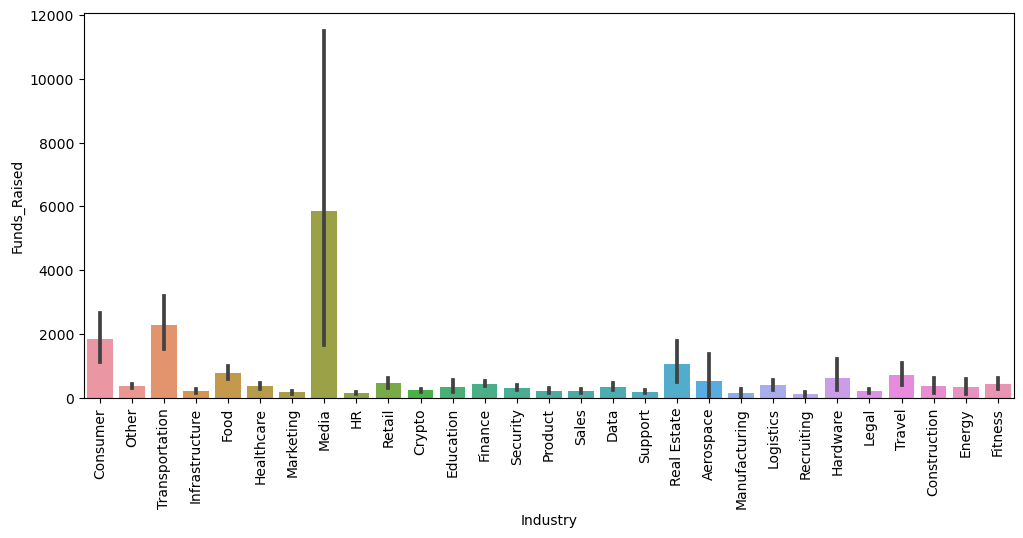 12000
10000
8000
6000
4000
2000
0
Funds_Raised
Consumer
Other
Transportation
Infrastructure
Food
Healthcare
Marketing
Media
HR
Retail
Crypto
Education
Finance
Security
Product
Sales
Data
Support
Real Estate
Aerospace
Manufacturing
Logistics
Recruiting
Hardware
Legal
Travel
Construction
Energy
Fitness
Industry